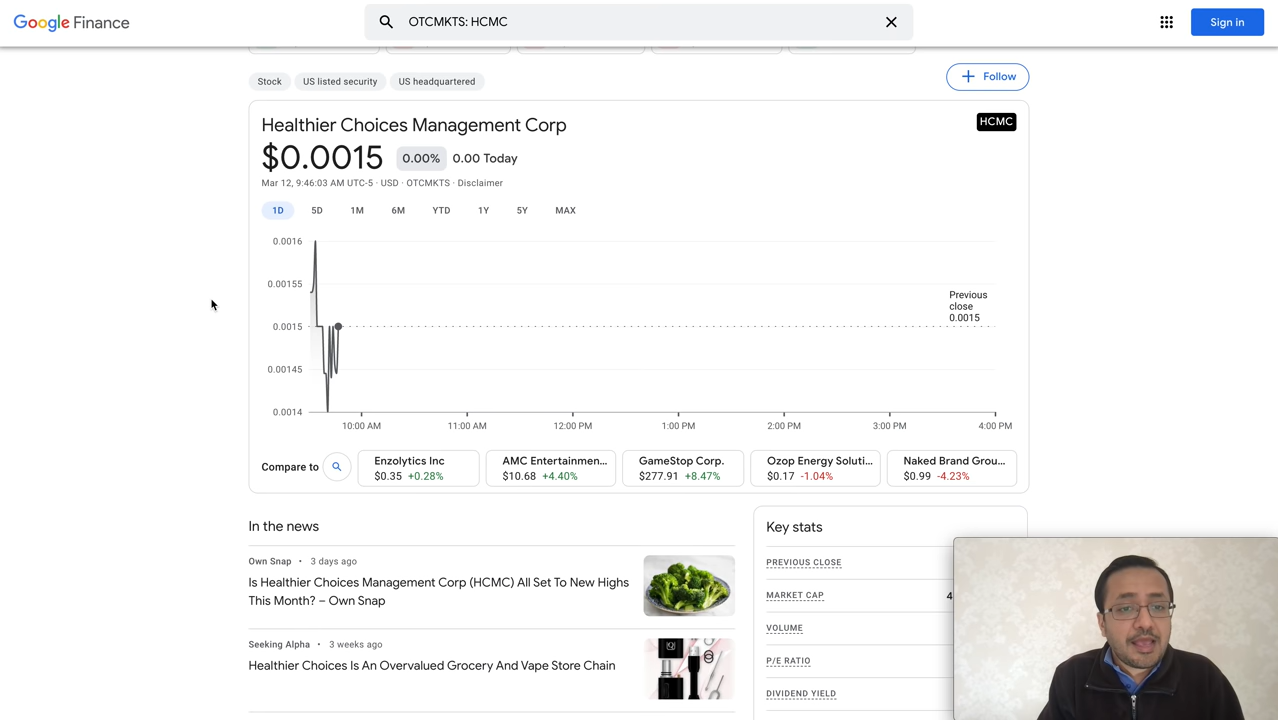 Google Finance
OTCMKTS: HCMC
Sign in
Stock
US listed security
US headquartered
Follow
Healthier Choices Management Corp
HCMC
$0.0015
0.00%
0.00 Today
Mar 12, 9:46:03 AM UTC-5 · USD · OTCMKTS · Disclaimer
1D 5D 1M 6M YTD 1Y 5Y MAX
0.0016
0.00155
0.0015
0.00145
0.0014
Previous
close
0.0015
10:00 AM 11:00 AM 12:00 PM 1:00 PM 2:00 PM 3:00 PM 4:00 PM
Compare to
Enzolytics Inc
$0.35 +0.28%
AMC Entertainmen...
$10.68 +4.40%
GameStop Corp.
$277.91 +8.47%
Ozop Energy Soluti...
$0.17 -1.04%
Naked Brand Grou...
$0.99 -4.23%
In the news
Own Snap • 3 days ago
Is Healthier Choices Management Corp (HCMC) All Set To New Highs
This Month? – Own Snap
Seeking Alpha • 3 weeks ago
Healthier Choices Is An Overvalued Grocery And Vape Store Chain
Key stats
PREVIOUS CLOSE
MARKET CAP 4
VOLUME
P/E RATIO
DIVIDEND YIELD